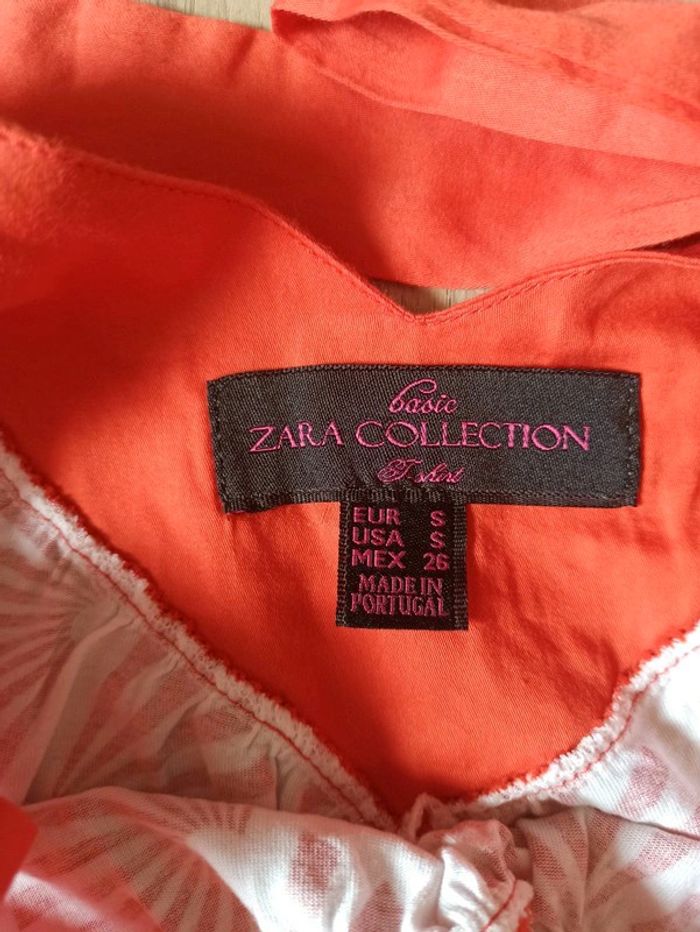 basic
ZARA COLLECTION
T-shirt
EUR S
USA S
MEX 26
MADE IN
PORTUGAL